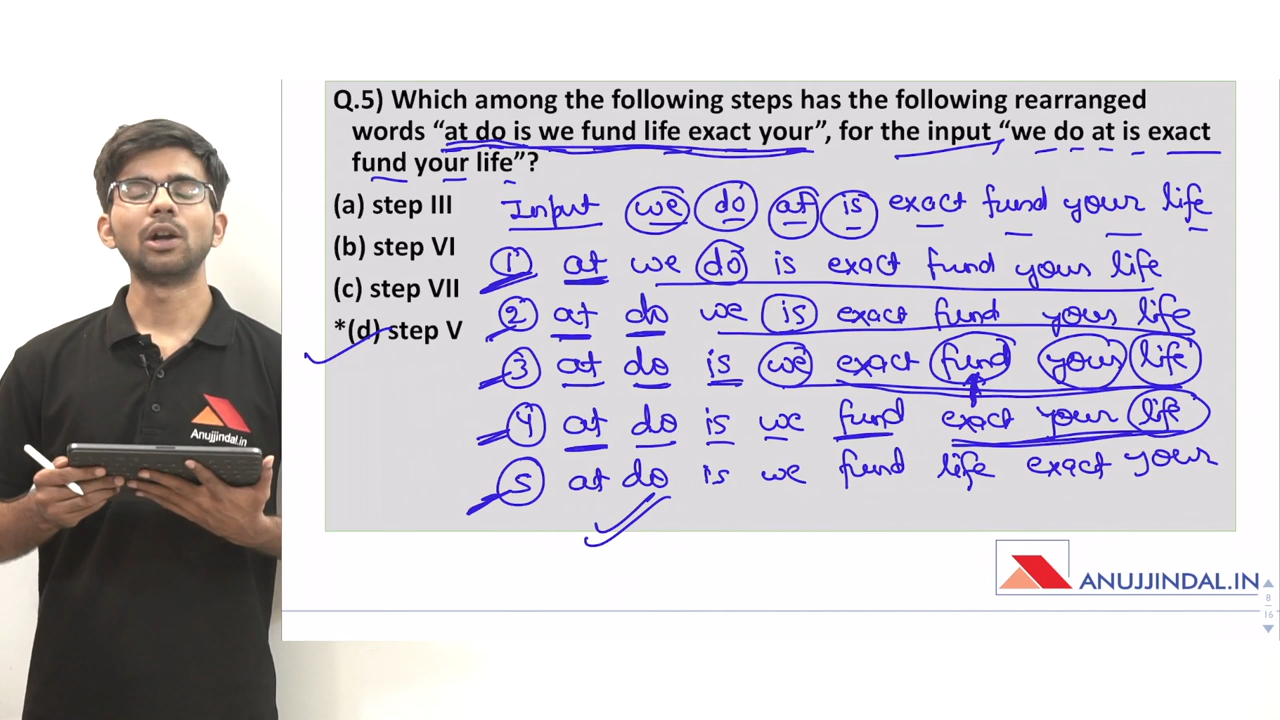 Q.5) Which among the following steps has the following rearranged
words “at do is we fund life exact your”, for the input “we do at is exact
fund your life”?
(a) step III
(b) step VI
(c) step VII
*(d) step V
Input we do at is exact fund your life
1 at we do is exact fund your life
2 at do we is exact fund your life
3 at do is we exact fund your life
4 at do is we fund exact your life
5 at do is we fund life exact your
Anujjindal.in
ANUJJINDAL.IN
8
16